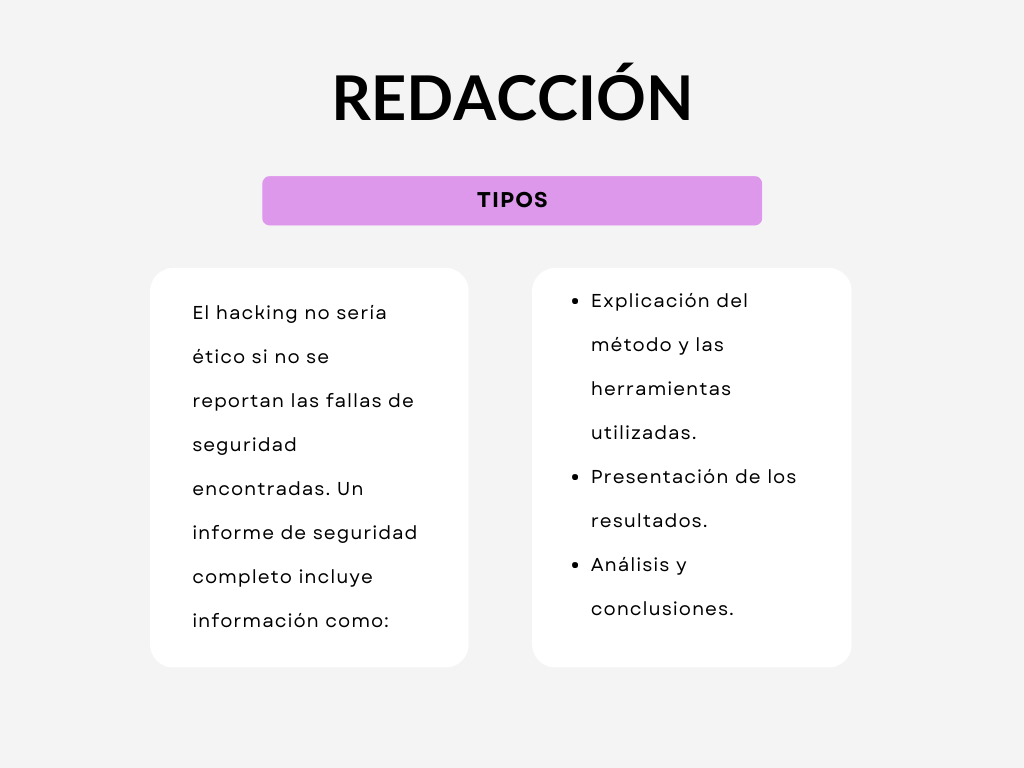 REDACCIÓN
TIPOS
El hacking no sería
ético si no se
reportan las fallas de
seguridad
encontradas. Un
informe de seguridad
completo incluye
información como:
• Explicación del
método y las
herramientas
utilizadas.
• Presentación de los
resultados.
• Análisis y
conclusiones.